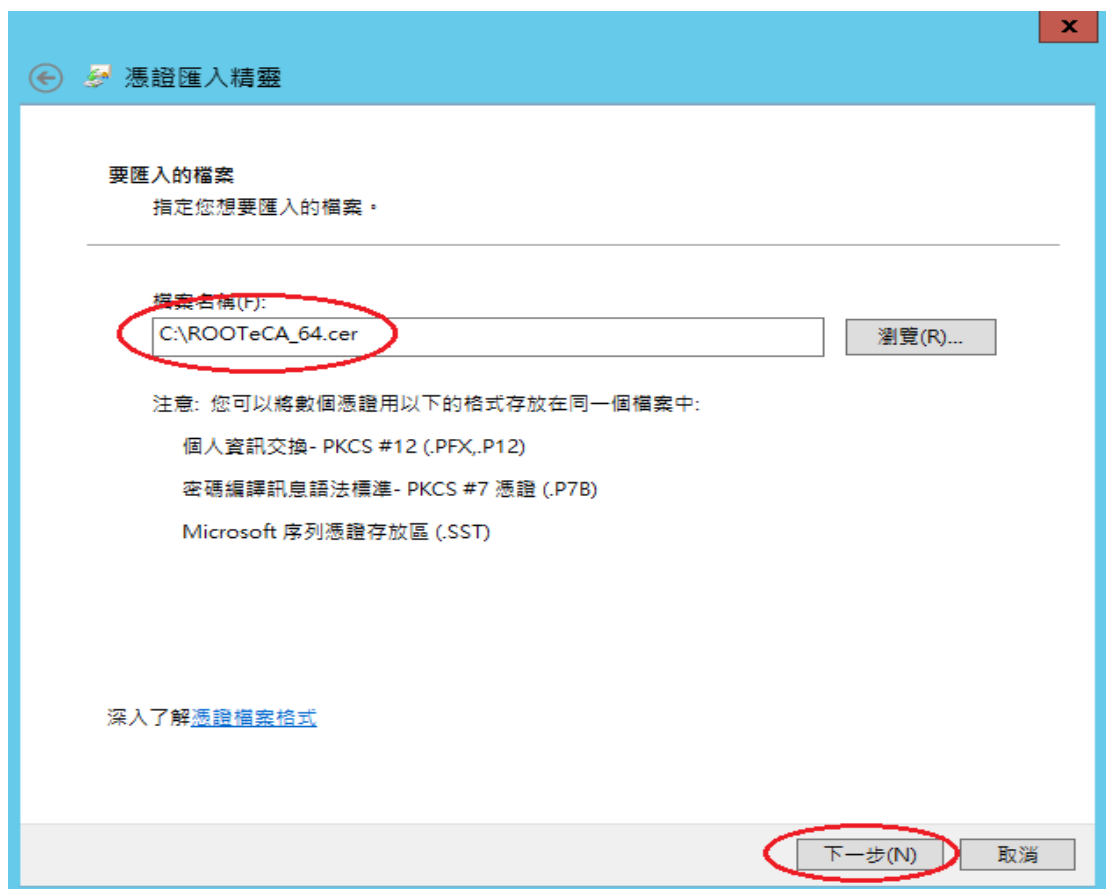 x
憑證匯入精靈
要匯入的檔案
指定您想要匯入的檔案。
檔案名稱(F):
C:\ROOTeCA_64.cer
瀏覽(R)...
注意: 您可以將數個憑證用以下的格式存放在同一個檔案中:
個人資訊交換- PKCS #12 (.PFX,.P12)
密碼編譯訊息語法標準- PKCS #7 憑證 (.P7B)
Microsoft 序列憑證存放區 (.SST)
深入了解憑證檔案格式
下一步(N)
取消